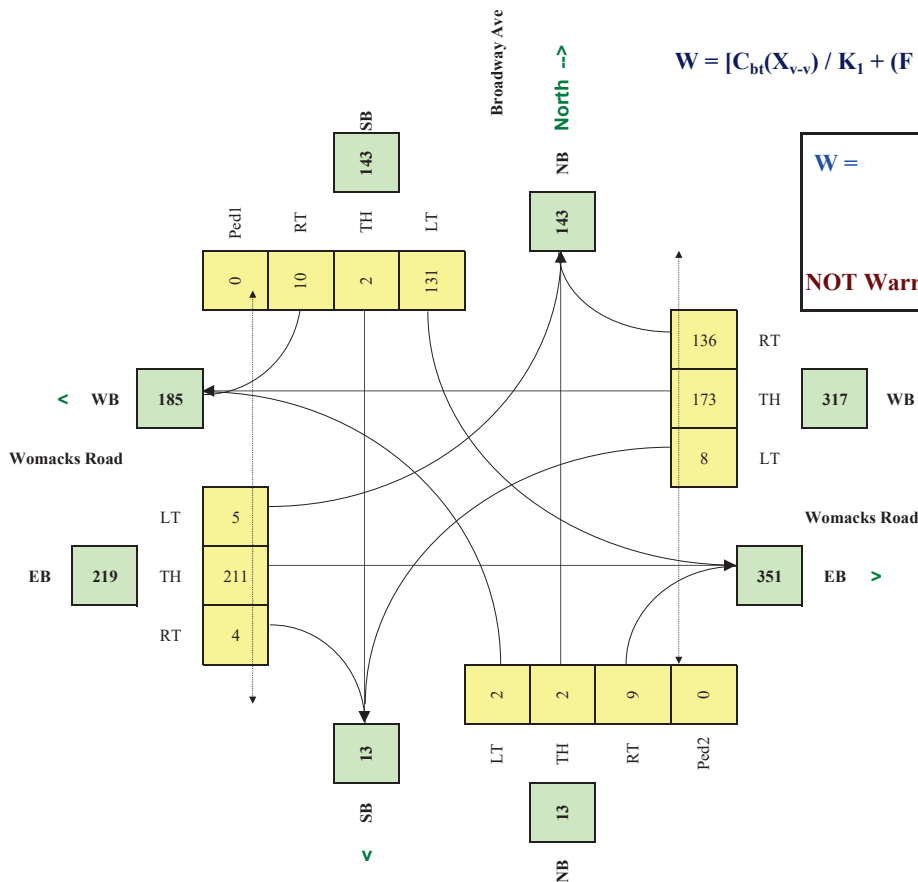 Broadway Ave
North -->
W = [C_bt(X_v-v) / K_1 + (F
SB
143
NB
143
W =
NOT Warr
Ped1
RT
TH
LT
0
10
2
131
136
RT
173
TH
8
LT
317
WB
< WB
185
Womacks Road
Womacks Road
LT
5
EB
219
TH
211
RT
4
351
EB >
2
2
9
0
LT
TH
RT
Ped2
13
SB
v
13
NB